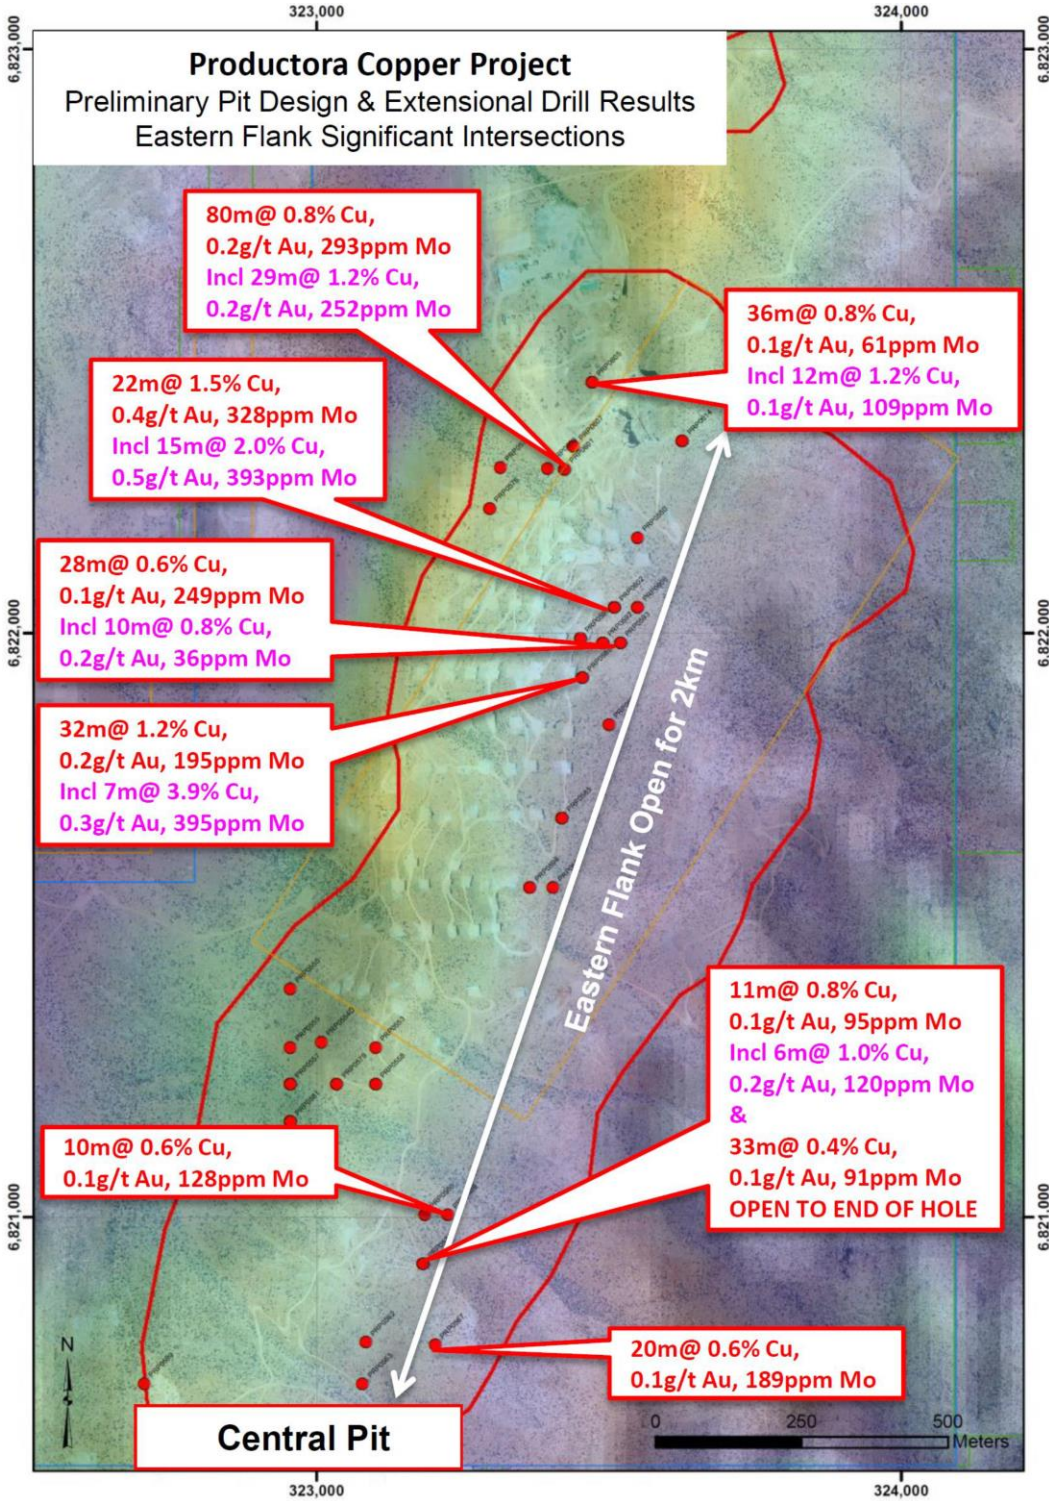 323,000
324,000
6,823,000
6,823,000
Productora Copper Project
Preliminary Pit Design & Extensional Drill Results
Eastern Flank Significant Intersections
80m@ 0.8% Cu,
0.2g/t Au, 293ppm Mo
Incl 29m@ 1.2% Cu,
0.2g/t Au, 252ppm Mo
36m@ 0.8% Cu,
0.1g/t Au, 61ppm Mo
Incl 12m@ 1.2% Cu,
0.1g/t Au, 109ppm Mo
22m@ 1.5% Cu,
0.4g/t Au, 328ppm Mo
Incl 15m@ 2.0% Cu,
0.5g/t Au, 393ppm Mo
28m@ 0.6% Cu,
0.1g/t Au, 249ppm Mo
Incl 10m@ 0.8% Cu,
0.2g/t Au, 36ppm Mo
6,822,000
6,822,000
32m@ 1.2% Cu,
0.2g/t Au, 195ppm Mo
Incl 7m@ 3.9% Cu,
0.3g/t Au, 395ppm Mo
Eastern Flank Open for 2km
11m@ 0.8% Cu,
0.1g/t Au, 95ppm Mo
Incl 6m@ 1.0% Cu,
0.2g/t Au, 120ppm Mo
&
33m@ 0.4% Cu,
0.1g/t Au, 91ppm Mo
OPEN TO END OF HOLE
10m@ 0.6% Cu,
0.1g/t Au, 128ppm Mo
6,821,000
6,821,000
20m@ 0.6% Cu,
0.1g/t Au, 189ppm Mo
N
Central Pit
0 250 500
Meters
323,000
324,000